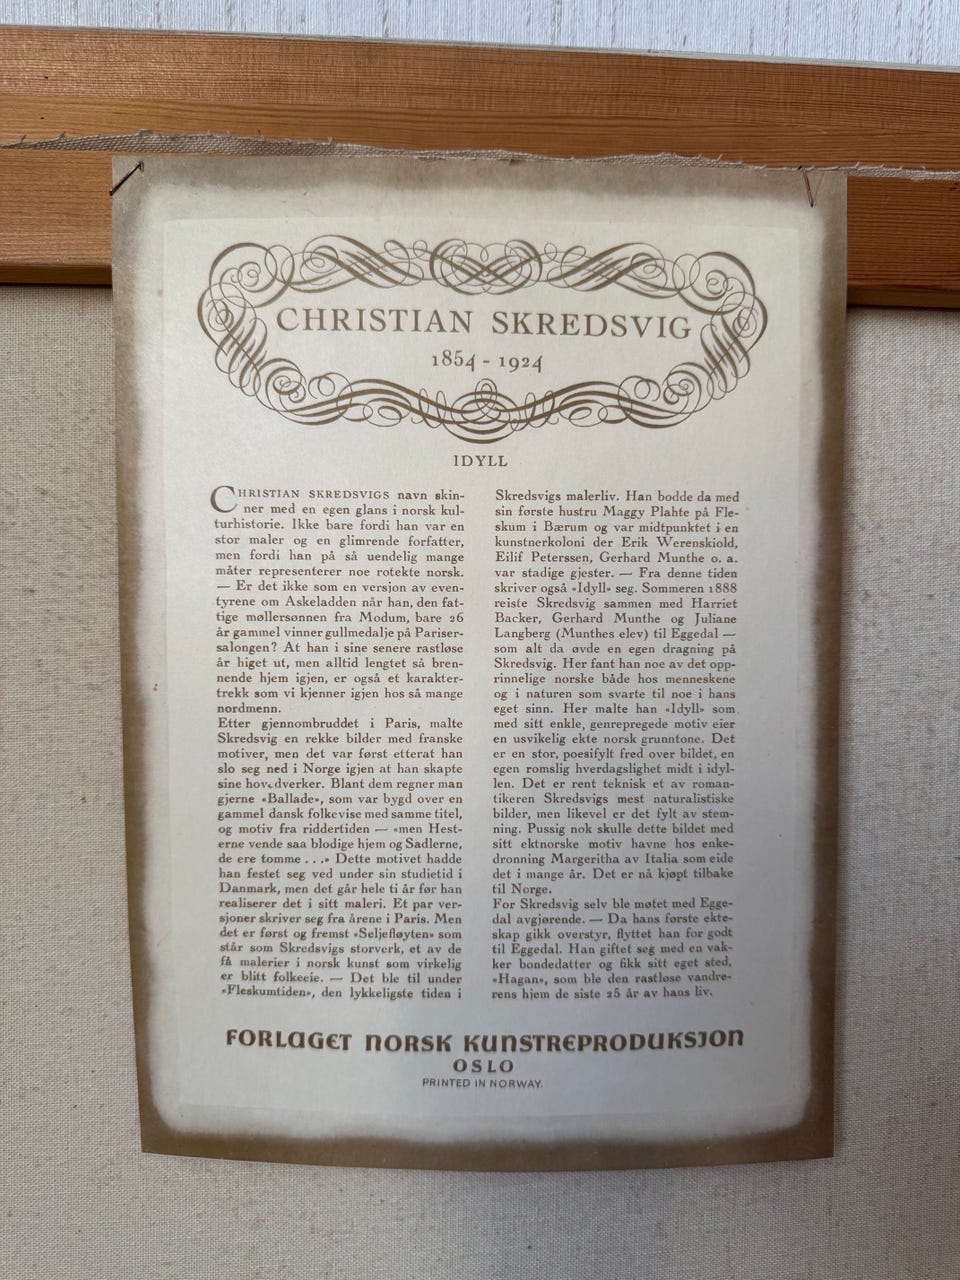 CHRISTIAN SKREDSVIG
1854 - 1924
IDYLL
CHRISTIAN SKREDSVIGS navn skin-
ner med en egen glans i norsk kul-
turhistorie. Ikke bare fordi han var en
stor maler og en glimrende forfatter,
men fordi han på så uendelig mange
måter representerer noe rotekte norsk.
— Er det ikke som en versjon av even-
tyrene om Askeladden når han, den fat-
tige møllersønnen fra Modum, bare 26
år gammel vinner gullmedalje på Pariser-
salongen? At han i sine senere rastløse
år higet ut, men alltid lengtet så bren-
nende hjem igjen, er også et karakter-
trekk som vi kjenner igjen hos så mange
nordmenn.
Etter gjennombruddet i Paris, malte
Skredsvig en rekke bilder med franske
motiver, men det var først etterat han
slo seg ned i Norge igjen at han skapte
sine hovedverker. Blant dem regner man
gjerne «Ballade», som var bygd over en
gammel dansk folkevise med samme titel,
og motiv fra riddertiden — «men Hest-
erne vende saa blodige hjem og Sadlerne,
de ere tomme . . .» Dette motivet hadde
han festet seg ved under sin studietid i
Danmark, men det går hele ti år før han
realiserer det i sitt maleri. Et par ver-
sjoner skriver seg fra årene i Paris. Men
det er først og fremst «Seljefløyten» som
står som Skredsvigs storverk, et av de
få malerier i norsk kunst som virkelig
er blitt folkeeie. — Det ble til under
«Fleskumtiden», den lykkeligste tiden i
Skredsvigs malerliv. Han bodde da med
sin første hustru Maggy Plahte på Fle-
skum i Bærum og var midtpunktet i en
kunstnerkoloni der Erik Werenskiold,
Eilif Peterssen, Gerhard Munthe o. a.
var stadige gjester. — Fra denne tiden
skriver også «Idyll» seg. Sommeren 1888
reiste Skredsvig sammen med Harriet
Backer, Gerhard Munthe og Juliane
Langberg (Munthes elev) til Eggedal —
som alt da øvde en egen dragning på
Skredsvig. Her fant han noe av det opp-
rinnelige norske både hos menneskene
og i naturen som svarte til noe i hans
eget sinn. Her malte han «Idyll» som
med sitt enkle, genrepregede motiv eier
en usvikelig ekte norsk grunntone. Det
er en stor, poesifylt fred over bildet, en
egen romslig hverdagslighet midt i idyl-
len. Det er rent teknisk et av roman-
tikeren Skredsvigs mest naturalistiske
bilder, men likevel er det fylt av stem-
ning. Pussig nok skulle dette bildet med
sitt ektnorske motiv havne hos enke-
dronning Margeritha av Italia som eide
det i mange år. Det er nå kjøpt tilbake
til Norge.
For Skredsvig selv ble møtet med Egge-
dal avgjørende. — Da hans første ekte-
skap gikk overstyr, flyttet han for godt
til Eggedal. Han giftet seg med en vak-
ker bondedatter og fikk sitt eget sted,
«Hagan», som ble den rastløse vandre-
rens hjem de siste 25 år av hans liv.
FORLAGET NORSK KUNSTREPRODUKSJON
OSLO
PRINTED IN NORWAY.